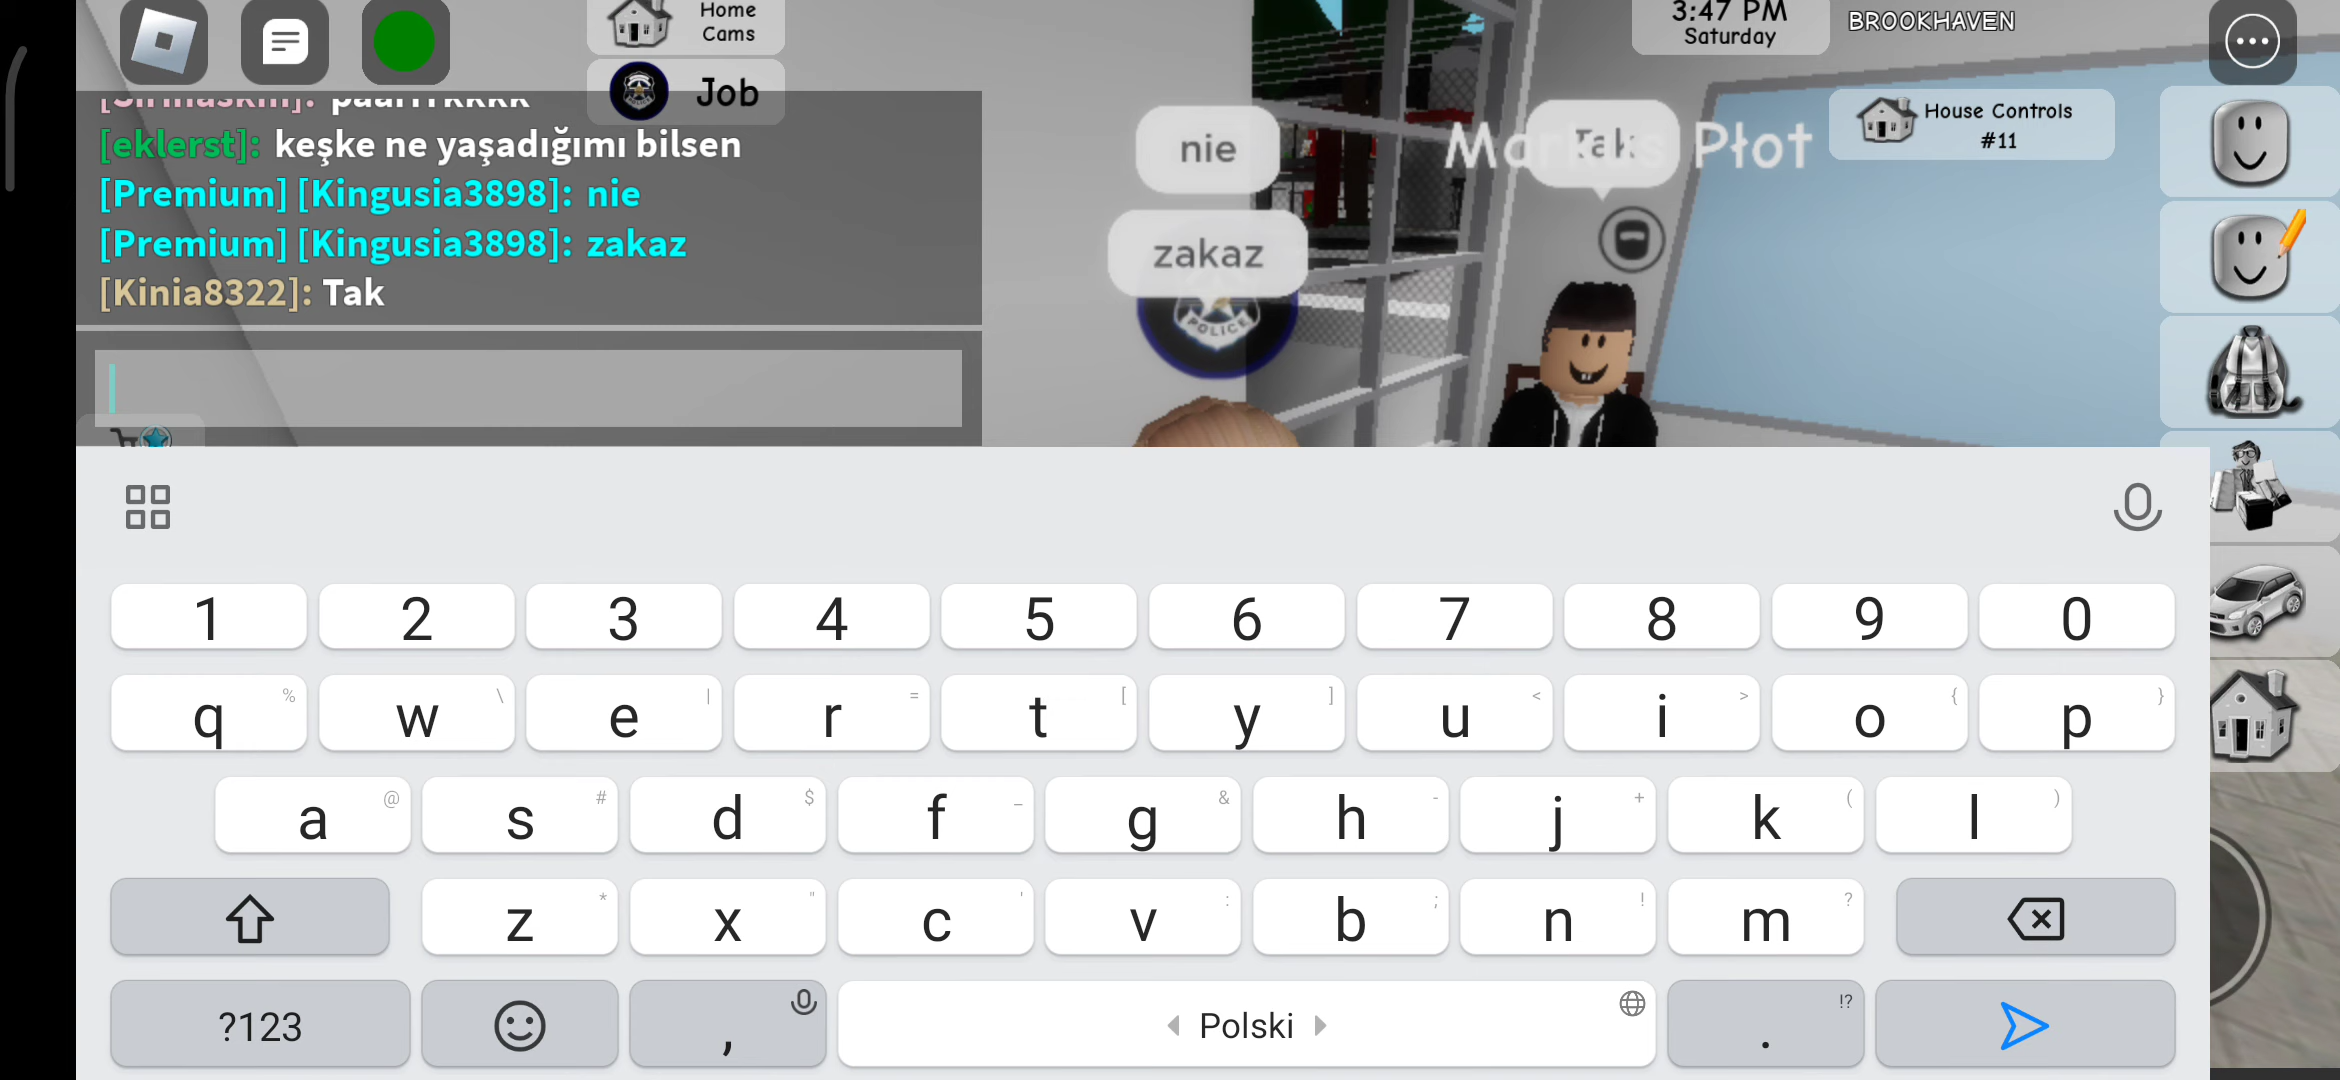 Home
Cams
3:47 PM
Saturday
BROOKHAVEN
Job
[eklerst]: keşke ne yaşadığımı bilsen
[Premium] [Kingusia3898]: nie
[Premium] [Kingusia3898]: zakaz
[Kinia8322]: Tak
nie
zakaz
POLICE
Tak
Płot
House Controls
#11
1 2 3 4 5 6 7 8 9 0
q % w \ e | r = t [ y ] u < i > o { p }
a @ s # d $ f _ g & h - j + k ( l )
z * x " c ' v : b ; n ! m ?
?123 , Polski . !?